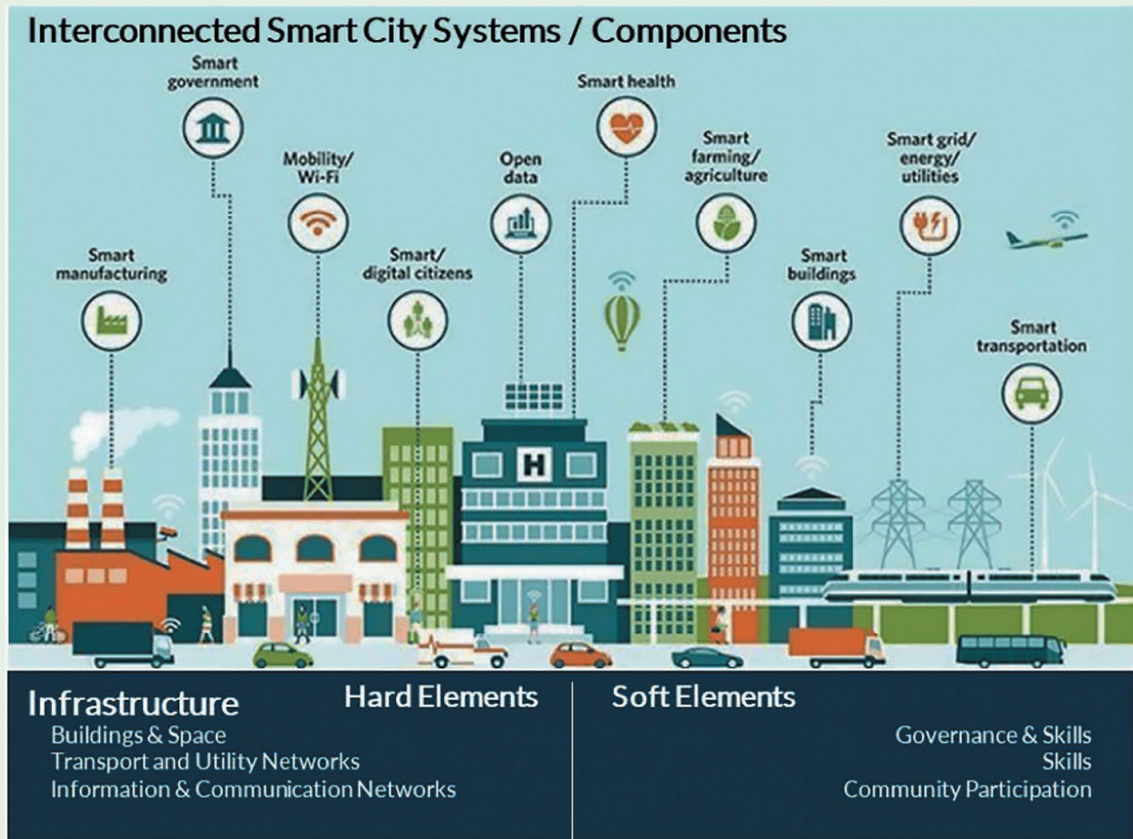 Interconnected Smart City Systems / Components
Smart
government
Smart health
Mobility/
Wi-Fi
Open
data
Smart
farming/
agriculture
Smart grid/
energy/
utilities
Smart
manufacturing
Smart/
digital citizens
Smart
buildings
Smart
transportation
H
Infrastructure
Hard Elements
Buildings & Space
Transport and Utility Networks
Information & Communication Networks
Soft Elements
Governance & Skills
Skills
Community Participation